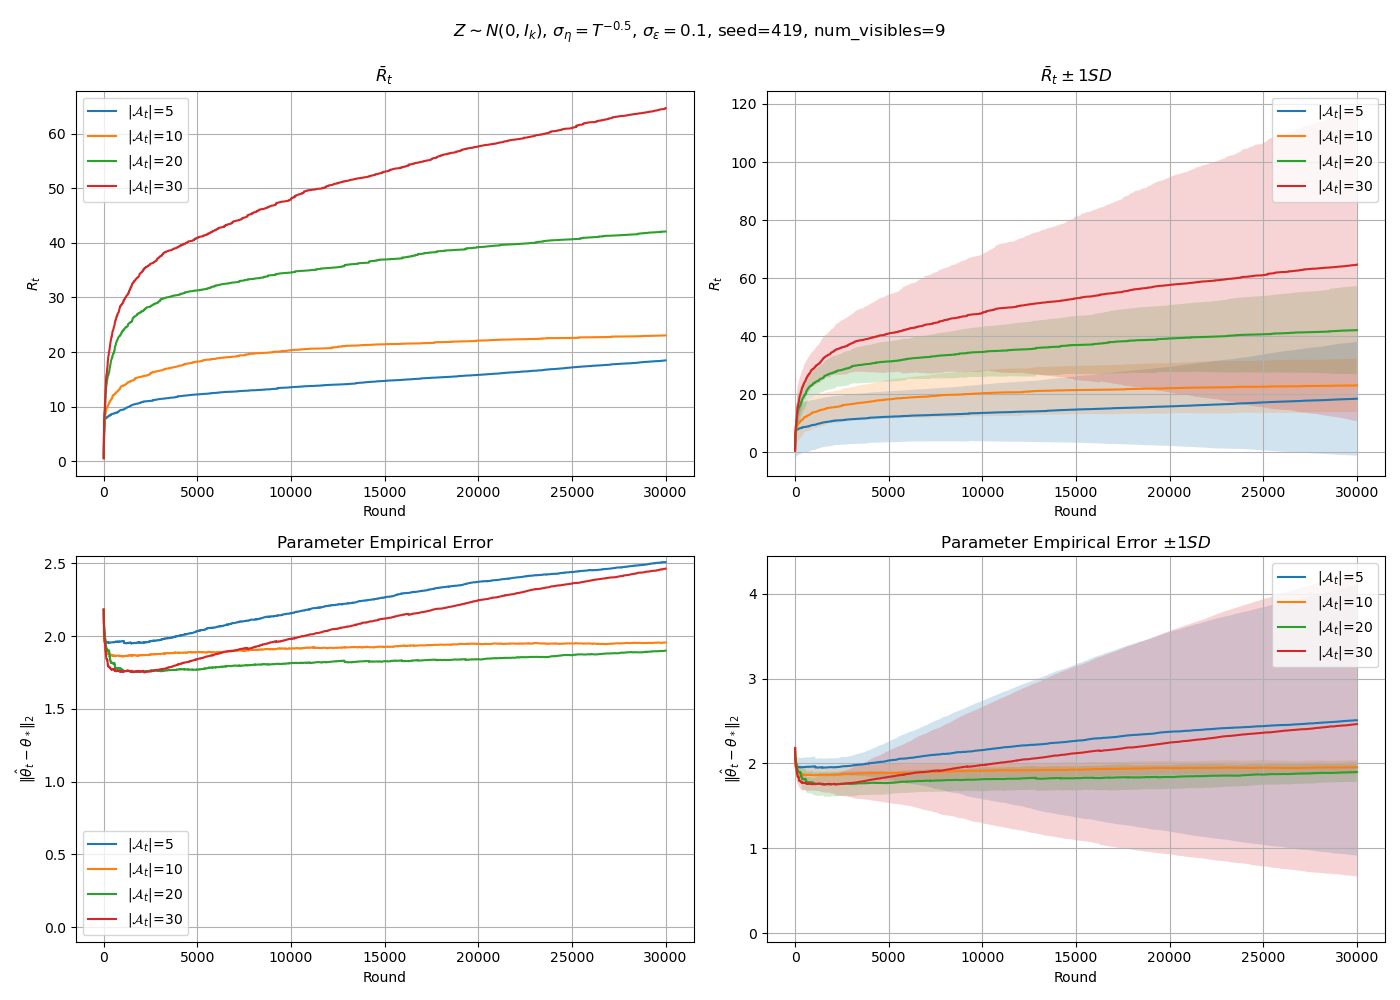 Z ∼ N(0, I_k), σ_η = T^{−0.5}, σ_ε = 0.1, seed=419, num_visibles=9
R̄_t
R_t
60
50
40
30
20
10
0
|𝒜_t|=5
|𝒜_t|=10
|𝒜_t|=20
|𝒜_t|=30
0 5000 10000 15000 20000 25000 30000
Round
R̄_t ± 1SD
R_t
120
100
80
60
40
20
0
|𝒜_t|=5
|𝒜_t|=10
|𝒜_t|=20
|𝒜_t|=30
0 5000 10000 15000 20000 25000 30000
Round
Parameter Empirical Error
‖θ̂_t − θ_*‖_2
2.5
2.0
1.5
1.0
0.5
0.0
|𝒜_t|=5
|𝒜_t|=10
|𝒜_t|=20
|𝒜_t|=30
0 5000 10000 15000 20000 25000 30000
Round
Parameter Empirical Error ±1SD
‖θ̂_t − θ_*‖_2
4
3
2
1
0
|𝒜_t|=5
|𝒜_t|=10
|𝒜_t|=20
|𝒜_t|=30
0 5000 10000 15000 20000 25000 30000
Round